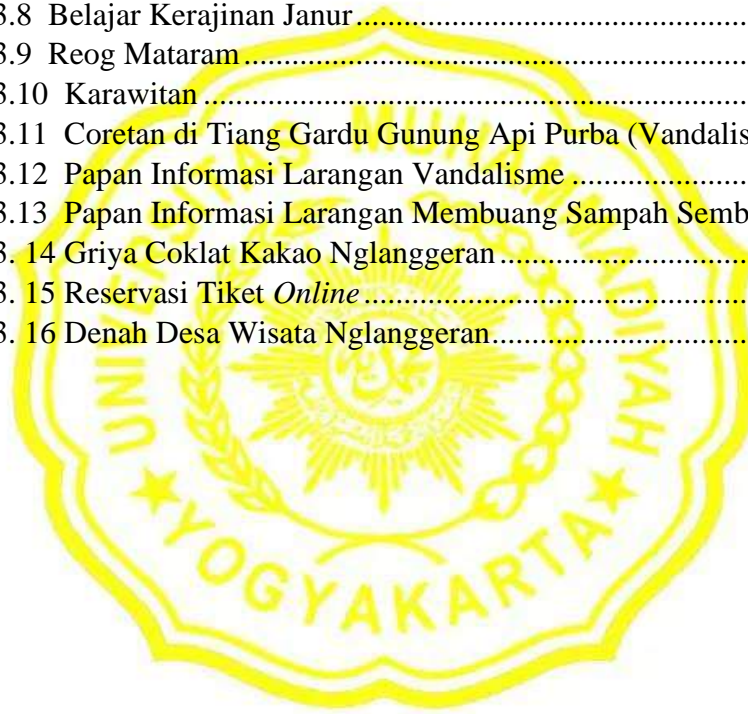 3.8 Belajar Kerajinan Janur
3.9 Reog Mataram
3.10 Karawitan
3.11 Coretan di Tiang Gardu Gunung Api Purba (Vandalis
3.12 Papan Informasi Larangan Vandalisme
3.13 Papan Informasi Larangan Membuang Sampah Semb
3. 14 Griya Coklat Kakao Nglanggeran
3. 15 Reservasi Tiket Online
3. 16 Denah Desa Wisata Nglanggeran
UNIVERSITAS MUHAMMADIYAH
★ YOGYAKARTA ★